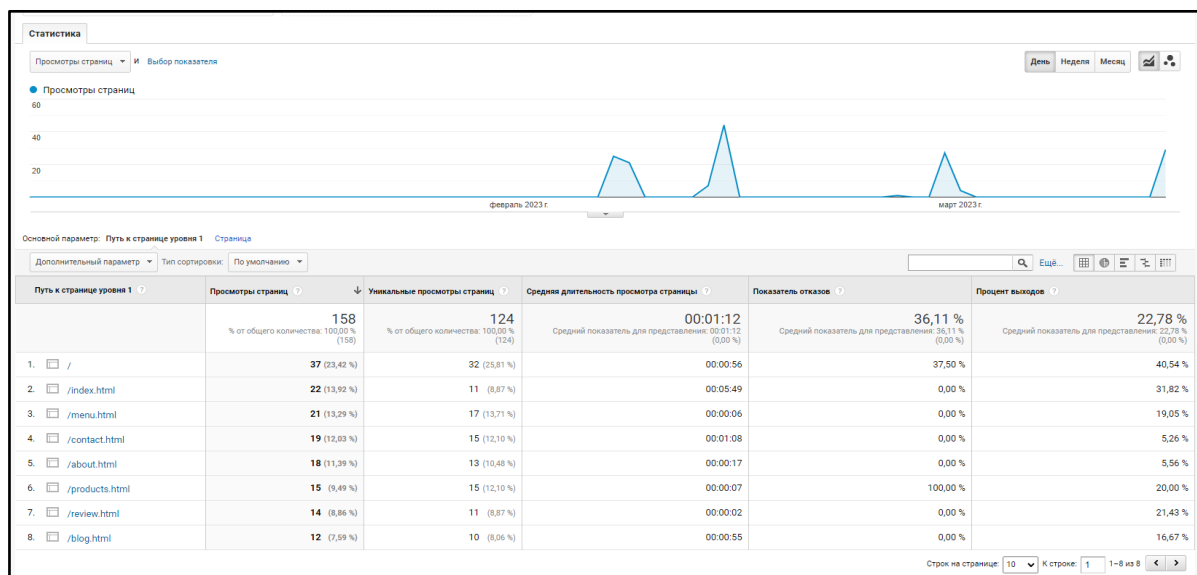 Статистика
Просмотры страниц и Выбор показателя День Неделя Месяц
Просмотры страниц
60
40
20
февраль 2023 г. март 2023 г.
Основной параметр: Путь к странице уровня 1 Страница
Дополнительный параметр Тип сортировки: По умолчанию Ещё...
Путь к странице уровня 1 ? Просмотры страниц ? Уникальные просмотры страниц ? Средняя длительность просмотра страницы ? Показатель отказов ? Процент выходов ?
158 124 00:01:12 36,11 % 22,78 %
% от общего количества: 100,00 % % от общего количества: 100,00 % Средний показатель для представления: 00:01:12 Средний показатель для представления: 36,11 % Средний показатель для представления: 22,78 %
(158) (124) (0,00 %) (0,00 %) (0,00 %)
1. / 37 (23,42 %) 32 (25,81 %) 00:00:56 37,50 % 40,54 %
2. /index.html 22 (13,92 %) 11 (8,87 %) 00:05:49 0,00 % 31,82 %
3. /menu.html 21 (13,29 %) 17 (13,71 %) 00:00:06 0,00 % 19,05 %
4. /contact.html 19 (12,03 %) 15 (12,10 %) 00:01:08 0,00 % 5,26 %
5. /about.html 18 (11,39 %) 13 (10,48 %) 00:00:17 0,00 % 5,56 %
6. /products.html 15 (9,49 %) 15 (12,10 %) 00:00:07 100,00 % 20,00 %
7. /review.html 14 (8,86 %) 11 (8,87 %) 00:00:02 0,00 % 21,43 %
8. /blog.html 12 (7,59 %) 10 (8,06 %) 00:00:55 0,00 % 16,67 %
Строк на странице: 10 К строке: 1 1–8 из 8